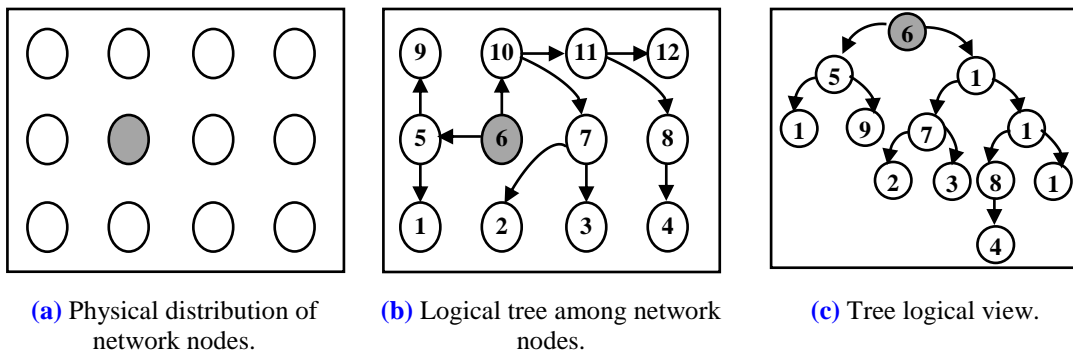 9 10 11 12
5 6 7 8
1 2 3 4
6
5 1
1 9 7 1
2 3 8 1
4
(a) Physical distribution of
network nodes.
(b) Logical tree among network
nodes.
(c) Tree logical view.